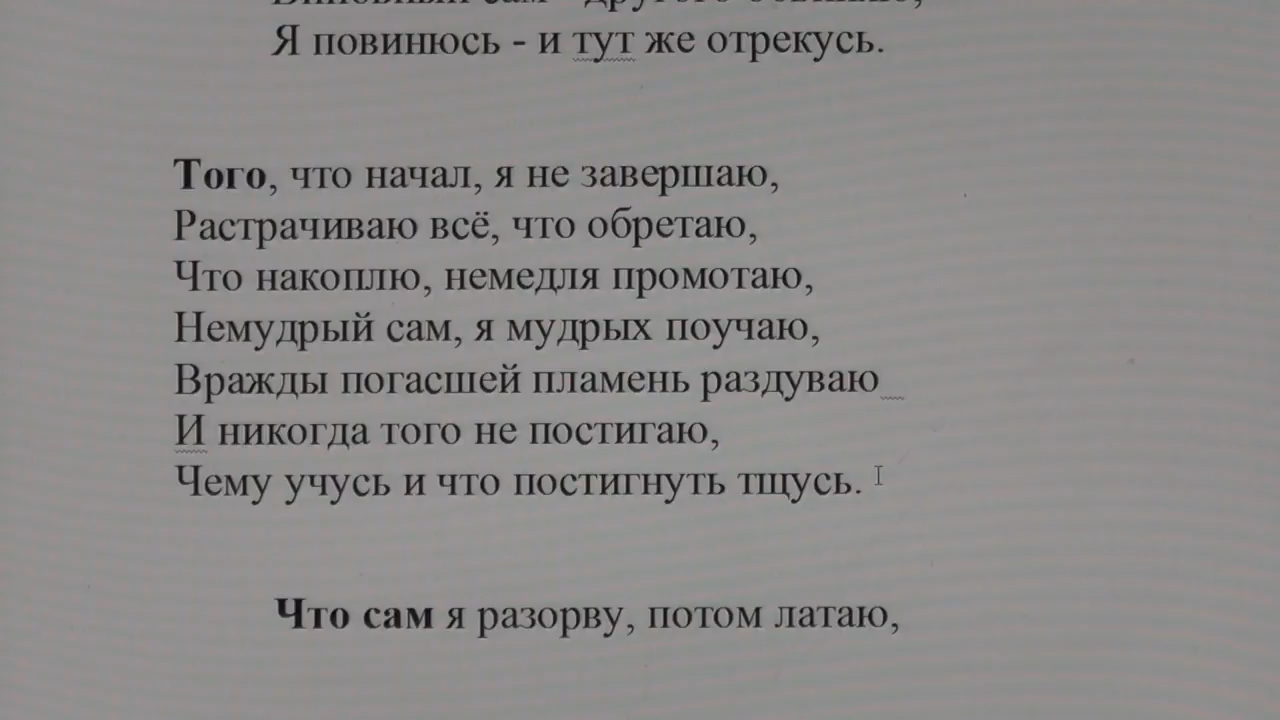 Я повинюсь - и тут же отрекусь.
Того, что начал, я не завершаю,
Растрачиваю всё, что обретаю,
Что накоплю, немедля промотаю,
Немудрый сам, я мудрых поучаю,
Вражды погасшей пламень раздуваю
И никогда того не постигаю,
Чему учусь и что постигнуть тщусь.
Что сам я разорву, потом латаю,